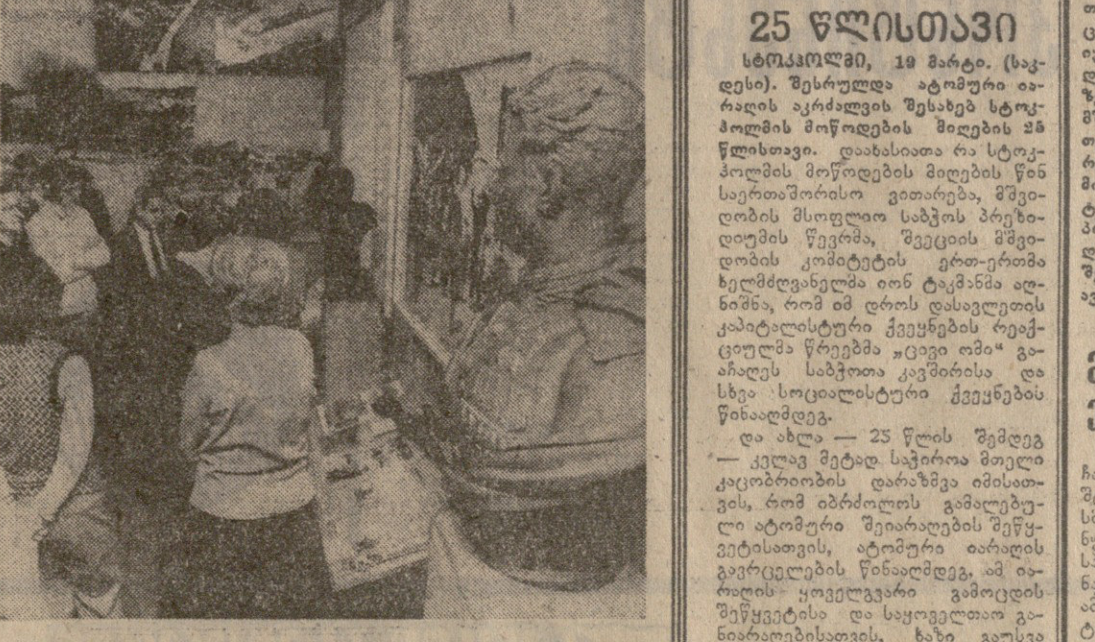 25 წლისთავი
სტოკჰოლმი, 19 მარტი. (საკ-
დესი). შესრულდა ატომური ია-
რაღის აკრძალვის შესახებ სტოკ-
ჰოლმის მოწოდების მიღების 25
წლისთავი. დაახასიათა რა სტოკ-
ჰოლმის მოწოდების მიღების წინ
საერთაშორისო ვითარება, მშვი-
დობის მსოფლიო საბჭოს პრეზი-
დიუმის წევრმა, შვეციის მშვი-
დობის კომიტეტის ერთ-ერთმა
ხელმძღვანელმა იონ ტაკმანმა აღ-
ნიშნა, რომ იმ დროს დასავლეთის
კაპიტალისტური ქვეყნების რეაქ-
ციულმა წრეებმა „ცივი ომი“ გა-
აჩაღეს საბჭოთა კავშირისა და
სხვა სოციალისტური ქვეყნების
წინააღმდეგ.
და ახლა — 25 წლის შემდეგ
— კვლავ მეტად საჭიროა მთელი
კაცობრიობის დარაზმვა იმისათ-
ვის, რომ იბრძოლოს გამალებუ-
ლი ატომური შეიარაღების შეწყ-
ვეტისათვის, ატომური იარაღის
გავრცელების წინააღმდეგ, ამ ია-
რაღის ყოველგვარი გამოცდის
შეწყვეტისა და საყოველთაო გა-
ნიარაღებისათვის, ხაზი